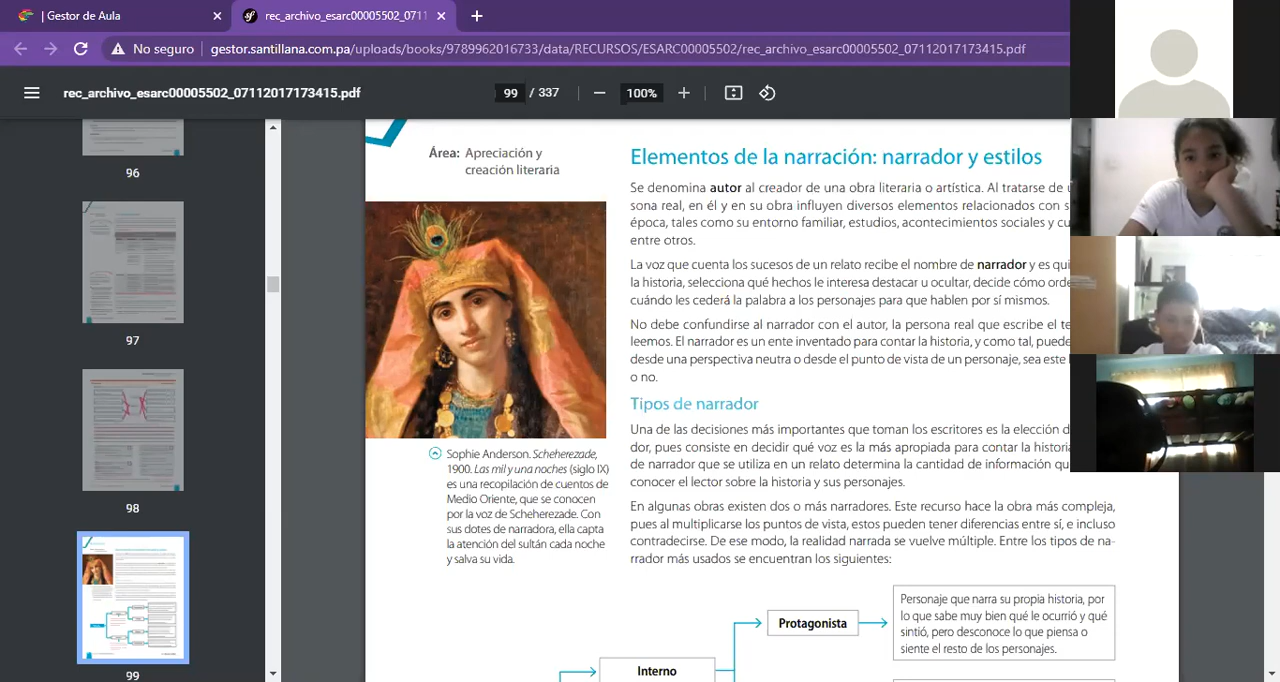 Gestor de Aula
rec_archivo_esarc00005502_0711
No seguro
gestor.santillana.com.pa/uploads/books/9789962016733/data/RECURSOS/ESARC00005502/rec_archivo_esarc00005502_07112017173415.pdf
rec_archivo_esarc00005502_07112017173415.pdf
99 / 337
100%
96
97
98
99
Área: Apreciación y
creación literaria
Sophie Anderson. Scheherezade,
1900. Las mil y una noches (siglo IX)
es una recopilación de cuentos de
Medio Oriente, que se conocen
por la voz de Scheherezade. Con
sus dotes de narradora, ella capta
la atención del sultán cada noche
y salva su vida.
Elementos de la narración: narrador y estilos
Se denomina autor al creador de una obra literaria o artística. Al tratarse de
sona real, en él y en su obra influyen diversos elementos relacionados con
época, tales como su entorno familiar, estudios, acontecimientos sociales y
entre otros.
La voz que cuenta los sucesos de un relato recibe el nombre de narrador y es
la historia, selecciona qué hechos le interesa destacar u ocultar, decide cómo
cuándo les cederá la palabra a los personajes para que hablen por sí mismos.
No debe confundirse al narrador con el autor, la persona real que escribe el
leemos. El narrador es un ente inventado para contar la historia, y como tal, puede
desde una perspectiva neutra o desde el punto de vista de un personaje, sea este
o no.
Tipos de narrador
Una de las decisiones más importantes que toman los escritores es la elección
dor, pues consiste en decidir qué voz es la más apropiada para contar la
de narrador que se utiliza en un relato determina la cantidad de información
conocer el lector sobre la historia y sus personajes.
En algunas obras existen dos o más narradores. Este recurso hace la obra más compleja,
pues al multiplicarse los puntos de vista, estos pueden tener diferencias entre sí, e incluso
contradecirse. De ese modo, la realidad narrada se vuelve múltiple. Entre los tipos de na-
rrador más usados se encuentran los siguientes:
Interno
Protagonista
Personaje que narra su propia historia, por
lo que sabe muy bien qué le ocurrió y qué
sintió, pero desconoce lo que piensa o
siente el resto de los personajes.